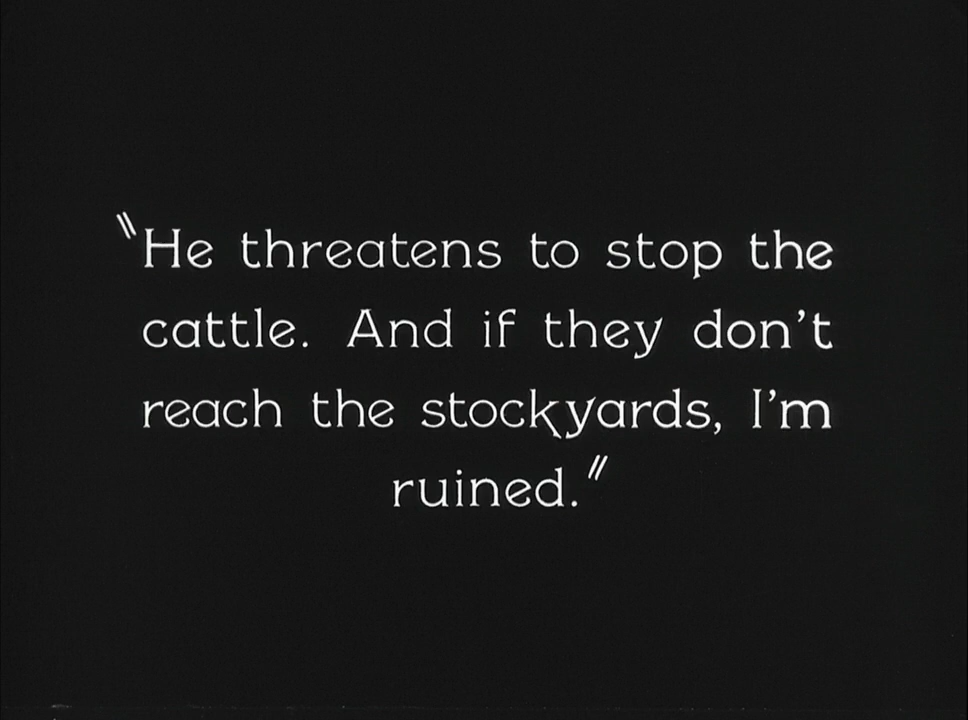 "He threatens to stop the
cattle. And if they don't
reach the stockyards, I'm
ruined."